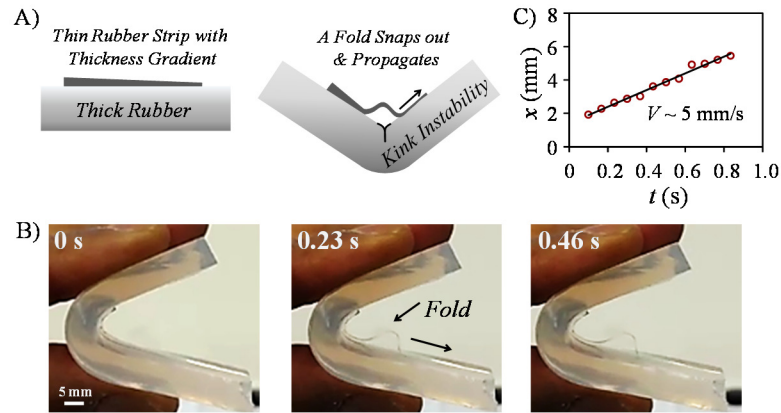 A)
Thin Rubber Strip with
Thickness Gradient
Thick Rubber
A Fold Snaps out
& Propagates
Kink Instability
C)
x (mm)
8
6
4
2
0
V ~ 5 mm/s
0 0.2 0.4 0.6 0.8 1.0
t (s)
B)
0 s
5 mm
0.23 s
Fold
0.46 s